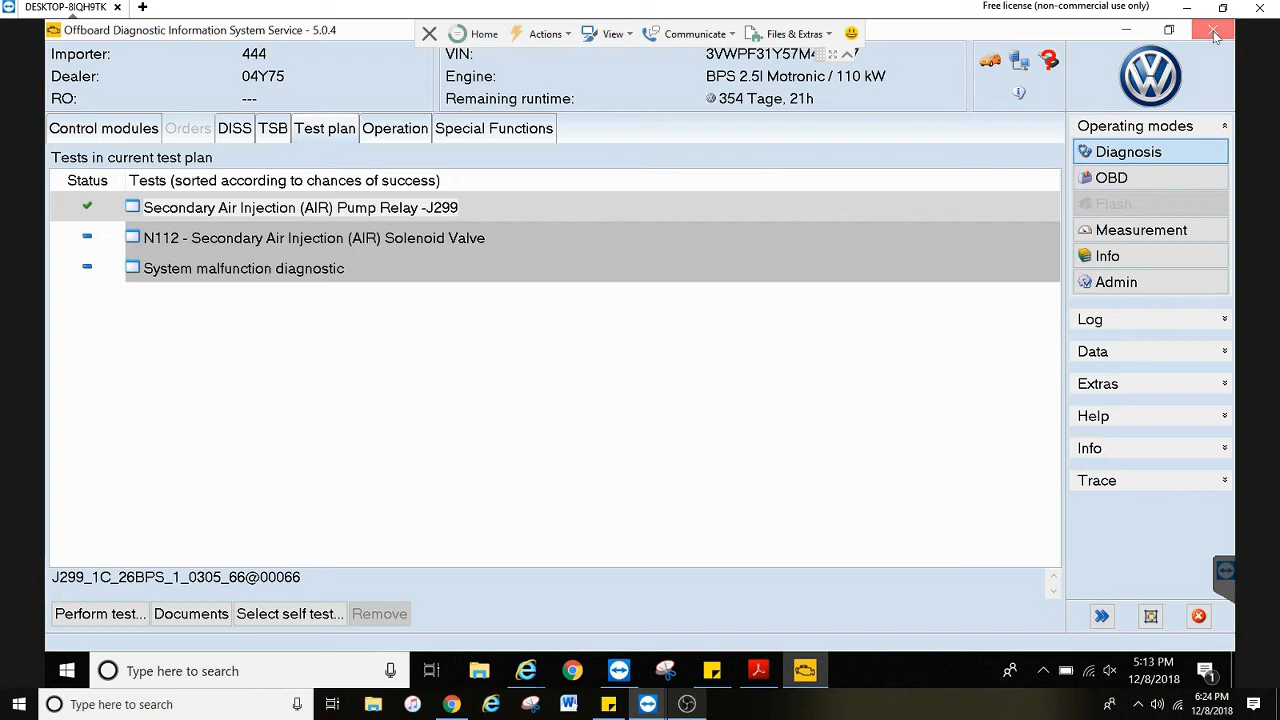 DESKTOP-8IQH9TK
Free license (non-commercial use only)
Offboard Diagnostic Information System Service - 5.0.4
Home
Actions
View
Communicate
Files & Extras
Importer: 444
Dealer: 04Y75
RO: ---
VIN:
Engine: BPS 2.5l Motronic / 110 kW
Remaining runtime: 354 Tage, 21h
Control modules
Orders
DISS
TSB
Test plan
Operation
Special Functions
Tests in current test plan
Status
Tests (sorted according to chances of success)
Secondary Air Injection (AIR) Pump Relay -J299
N112 - Secondary Air Injection (AIR) Solenoid Valve
System malfunction diagnostic
Operating modes
Diagnosis
OBD
Flash
Measurement
Info
Admin
Log
Data
Extras
Help
Info
Trace
J299_1C_26BPS_1_0305_66@00066
Perform test...
Documents
Select self test...
Remove
Type here to search
5:13 PM
12/8/2018
1
Type here to search
6:24 PM
12/8/2018